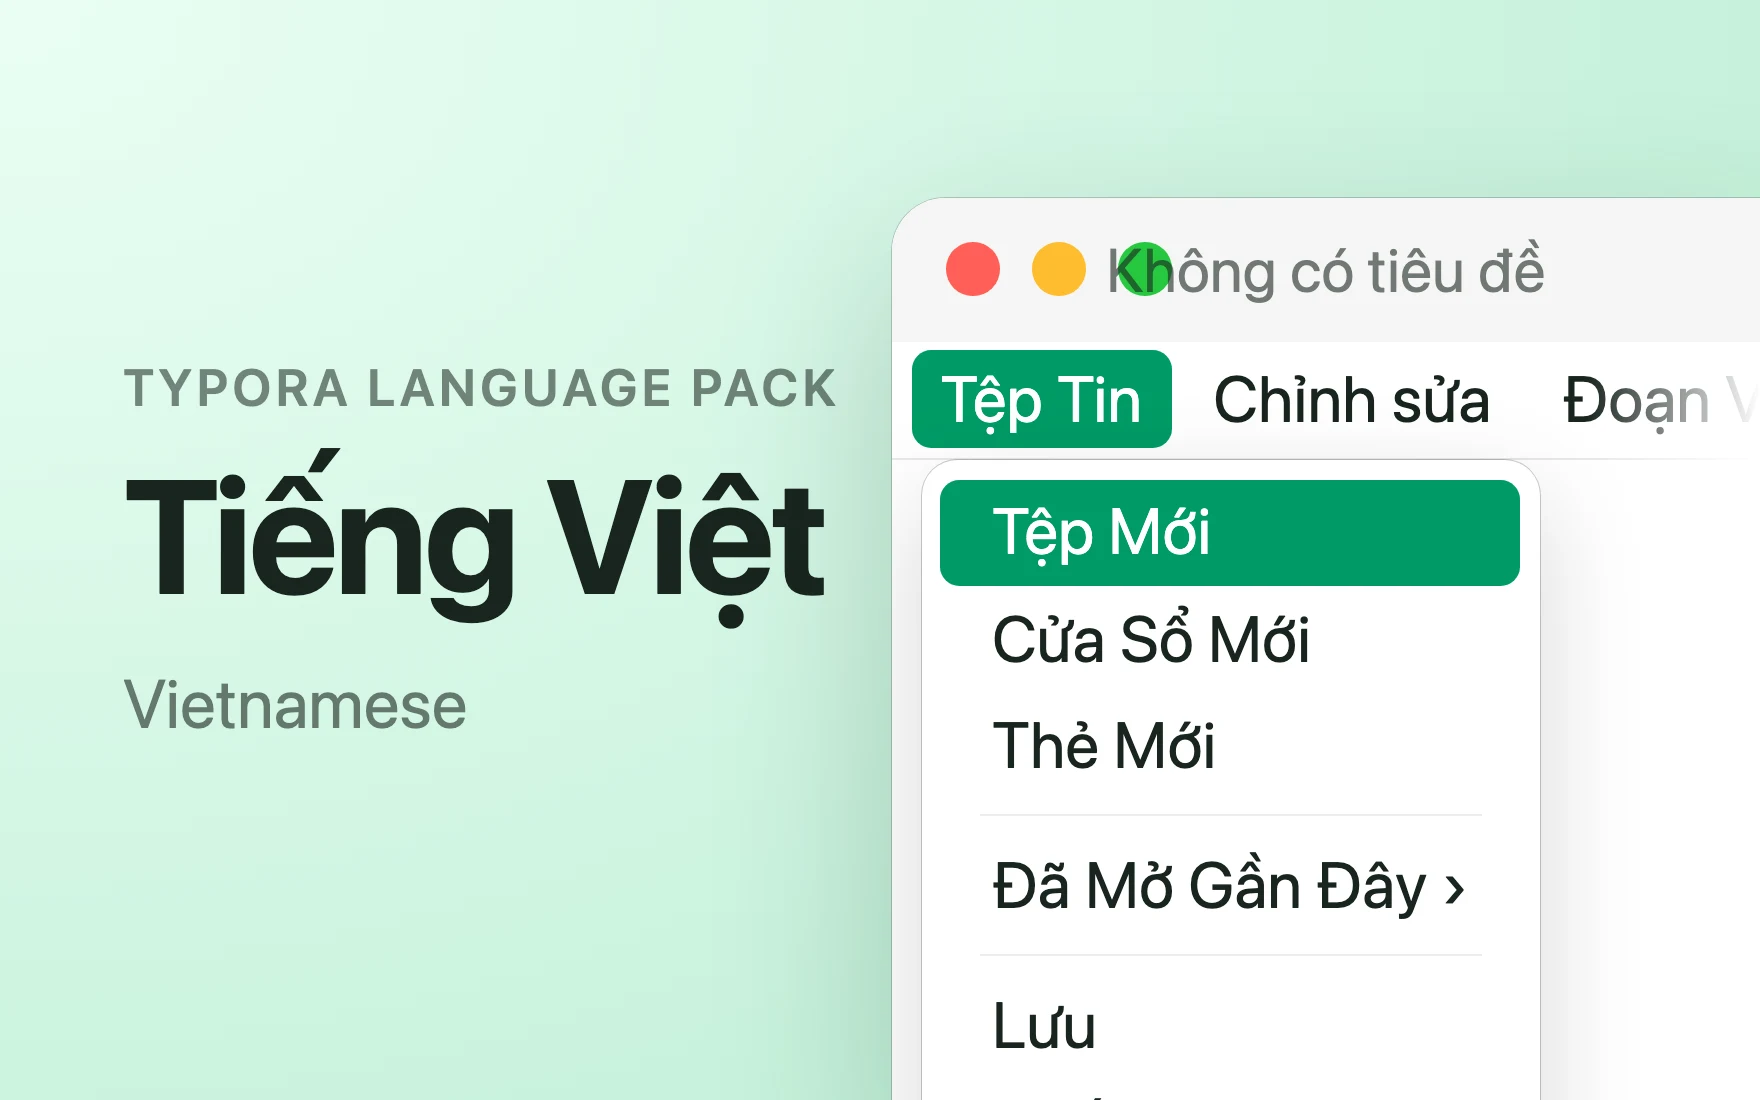 TYPORA LANGUAGE PACK
Tiếng Việt
Vietnamese
Không có tiêu đề
Tệp Tin Chỉnh sửa Đoạn
Tệp Mới
Cửa Sổ Mới
Thẻ Mới
Đã Mở Gần Đây ›
Lưu